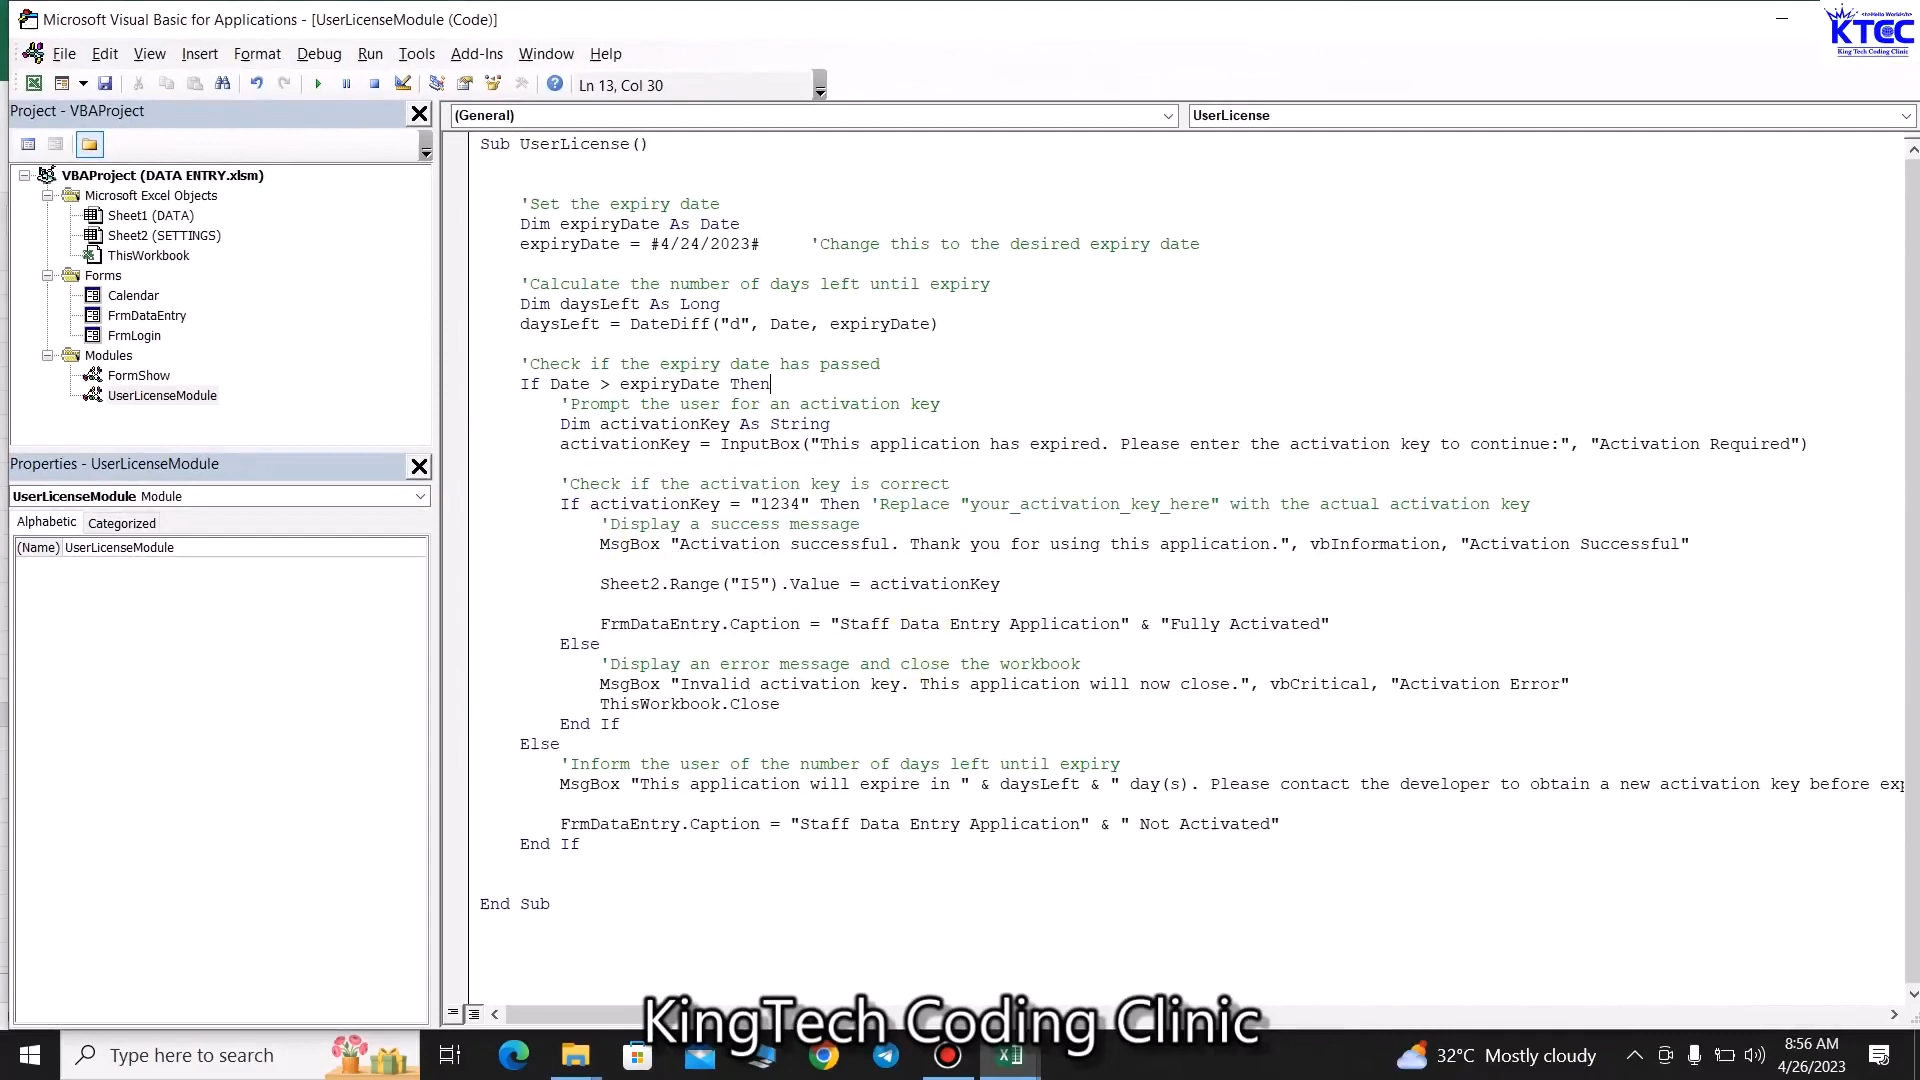 Microsoft Visual Basic for Applications - [UserLicenseModule (Code)]
<toHello World's/>
KTCC
King Tech Coding Clinic
File Edit View Insert Format Debug Run Tools Add-Ins Window Help
Ln 13, Col 30
Project - VBAProject
VBAProject (DATA ENTRY.xlsm)
Microsoft Excel Objects
Sheet1 (DATA)
Sheet2 (SETTINGS)
ThisWorkbook
Forms
Calendar
FrmDataEntry
FrmLogin
Modules
FormShow
UserLicenseModule
Properties - UserLicenseModule
UserLicenseModule Module
Alphabetic Categorized
(Name) UserLicenseModule
(General) UserLicense
Sub UserLicense()
'Set the expiry date
Dim expiryDate As Date
expiryDate = #4/24/2023# 'Change this to the desired expiry date
'Calculate the number of days left until expiry
Dim daysLeft As Long
daysLeft = DateDiff("d", Date, expiryDate)
'Check if the expiry date has passed
If Date > expiryDate Then
'Prompt the user for an activation key
Dim activationKey As String
activationKey = InputBox("This application has expired. Please enter the activation key to continue:", "Activation Required")
'Check if the activation key is correct
If activationKey = "1234" Then 'Replace "your_activation_key_here" with the actual activation key
'Display a success message
MsgBox "Activation successful. Thank you for using this application.", vbInformation, "Activation Successful"
Sheet2.Range("I5").Value = activationKey
FrmDataEntry.Caption = "Staff Data Entry Application" & "Fully Activated"
Else
'Display an error message and close the workbook
MsgBox "Invalid activation key. This application will now close.", vbCritical, "Activation Error"
ThisWorkbook.Close
End If
Else
'Inform the user of the number of days left until expiry
MsgBox "This application will expire in " & daysLeft & " day(s). Please contact the developer to obtain a new activation key before exp
FrmDataEntry.Caption = "Staff Data Entry Application" & " Not Activated"
End If
End Sub
KingTech Coding Clinic
Type here to search
32°C Mostly cloudy
8:56 AM
4/26/2023